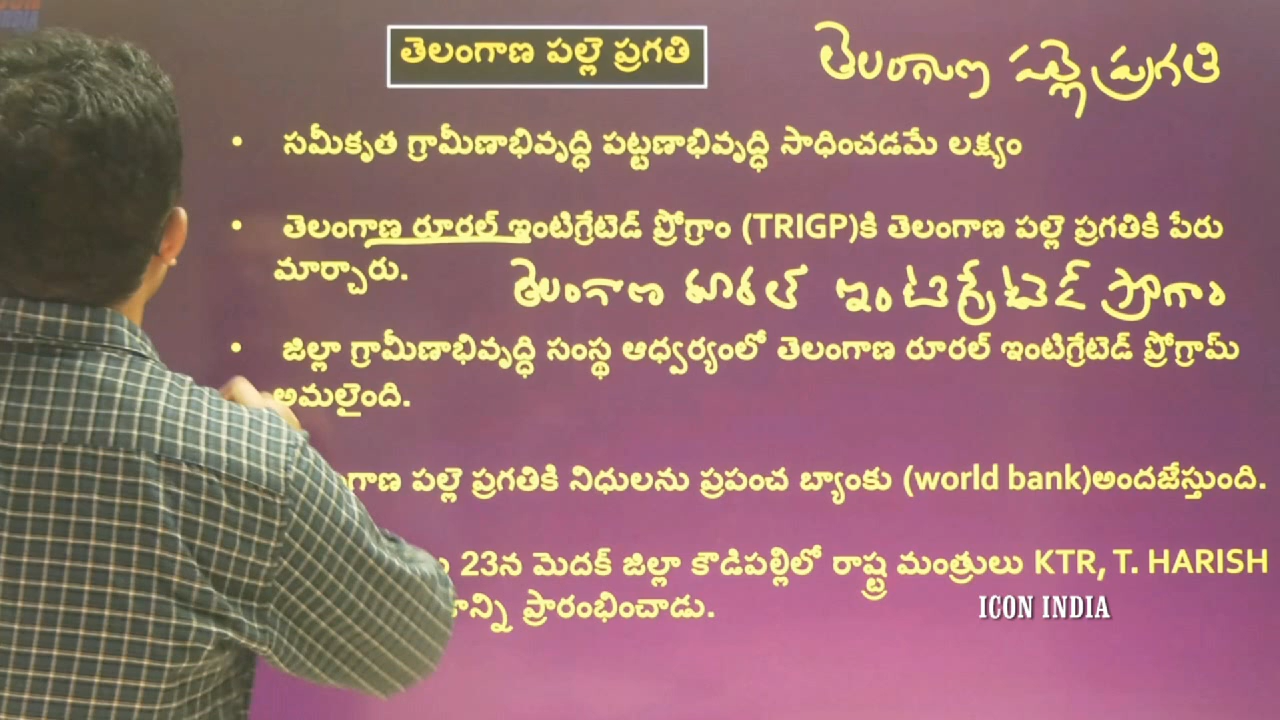 తెలంగాణ పల్లె ప్రగతి
తెలంగాణ పల్లె ప్రగతి
• సమీకృత గ్రామీణాభివృద్ధి పట్టణాభివృద్ధి సాధించడమే లక్ష్యం
• తెలంగాణ రూరల్ ఇంటిగ్రేటెడ్ ప్రోగ్రాం (TRIGP)కి తెలంగాణ పల్లె ప్రగతికి పేరు
మార్చారు.
తెలంగాణ రూరల్ ఇంటిగ్రేటెడ్ ప్రోగాం
• జిల్లా గ్రామీణాభివృద్ధి సంస్థ ఆధ్వర్యంలో తెలంగాణ రూరల్ ఇంటిగ్రేటెడ్ ప్రోగ్రామ్
అమలైంది.
పల్లె ప్రగతికి నిధులను ప్రపంచ బ్యాంకు (world bank)అందజేస్తుంది.
23న మెదక్ జిల్లా కౌడిపల్లిలో రాష్ట్ర మంత్రులు KTR, T. HARISH
ప్రారంభించాడు.
ICON INDIA